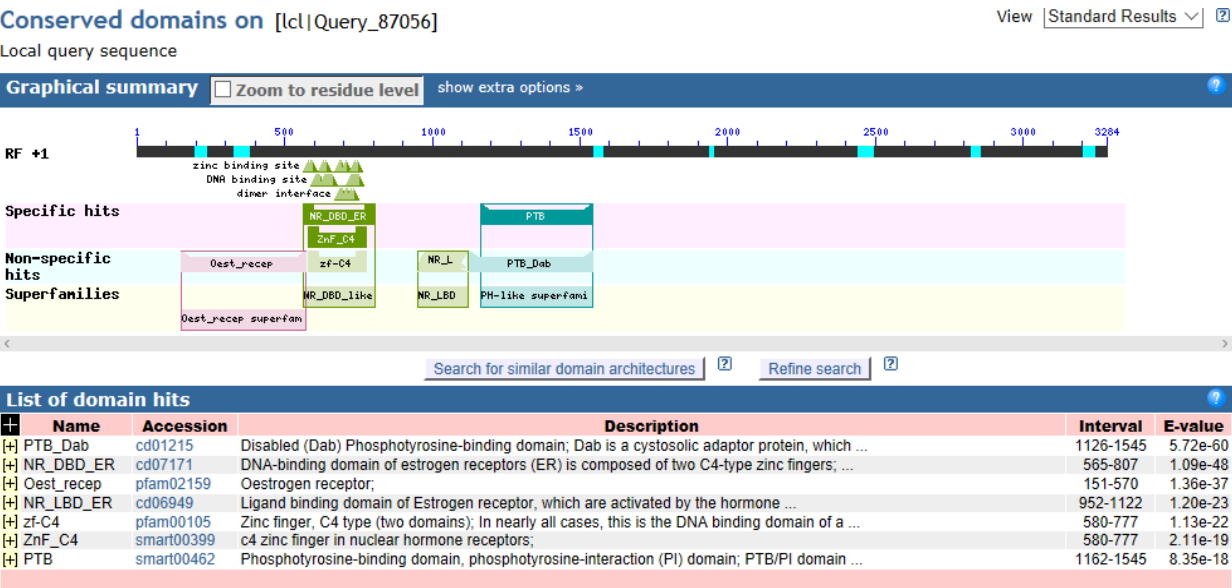 Conserved domains on [lcl|Query_87056]
View Standard Results ?
Local query sequence
Graphical summary Zoom to residue level show extra options » ?
1 500 1000 1500 2000 2500 3000 3284
RF +1
zinc binding site
DNA binding site
dimer interface
Specific hits NR_DBD_ER PTB
ZnF_C4
Non-specific hits Oest_recep zf-C4 NR_L PTB_Dab
Superfamilies NR_DBD_like NR_LBD PH-like superfami
Oest_recep superfam
Search for similar domain architectures ? Refine search ?
List of domain hits ?
+ Name Accession Description Interval E-value
[+] PTB_Dab cd01215 Disabled (Dab) Phosphotyrosine-binding domain; Dab is a cystosolic adaptor protein, which ... 1126-1545 5.72e-60
[+] NR_DBD_ER cd07171 DNA-binding domain of estrogen receptors (ER) is composed of two C4-type zinc fingers; ... 565-807 1.09e-48
[+] Oest_recep pfam02159 Oestrogen receptor; 151-570 1.36e-37
[+] NR_LBD_ER cd06949 Ligand binding domain of Estrogen receptor, which are activated by the hormone ... 952-1122 1.20e-23
[+] zf-C4 pfam00105 Zinc finger, C4 type (two domains); In nearly all cases, this is the DNA binding domain of a ... 580-777 1.13e-22
[+] ZnF_C4 smart00399 c4 zinc finger in nuclear hormone receptors; 580-777 2.11e-19
[+] PTB smart00462 Phosphotyrosine-binding domain, phosphotyrosine-interaction (PI) domain; PTB/PI domain ... 1162-1545 8.35e-18